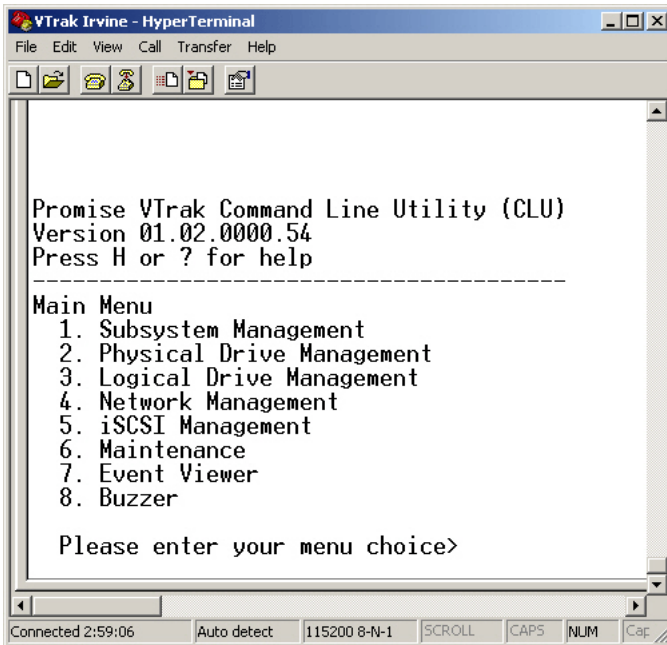 VTrak Irvine - HyperTerminal
File Edit View Call Transfer Help
Promise VTrak Command Line Utility (CLU)
Version 01.02.0000.54
Press H or ? for help
----------------------------------------
Main Menu
1. Subsystem Management
2. Physical Drive Management
3. Logical Drive Management
4. Network Management
5. iSCSI Management
6. Maintenance
7. Event Viewer
8. Buzzer
Please enter your menu choice>
Connected 2:59:06 Auto detect 115200 8-N-1 SCROLL CAPS NUM Cap